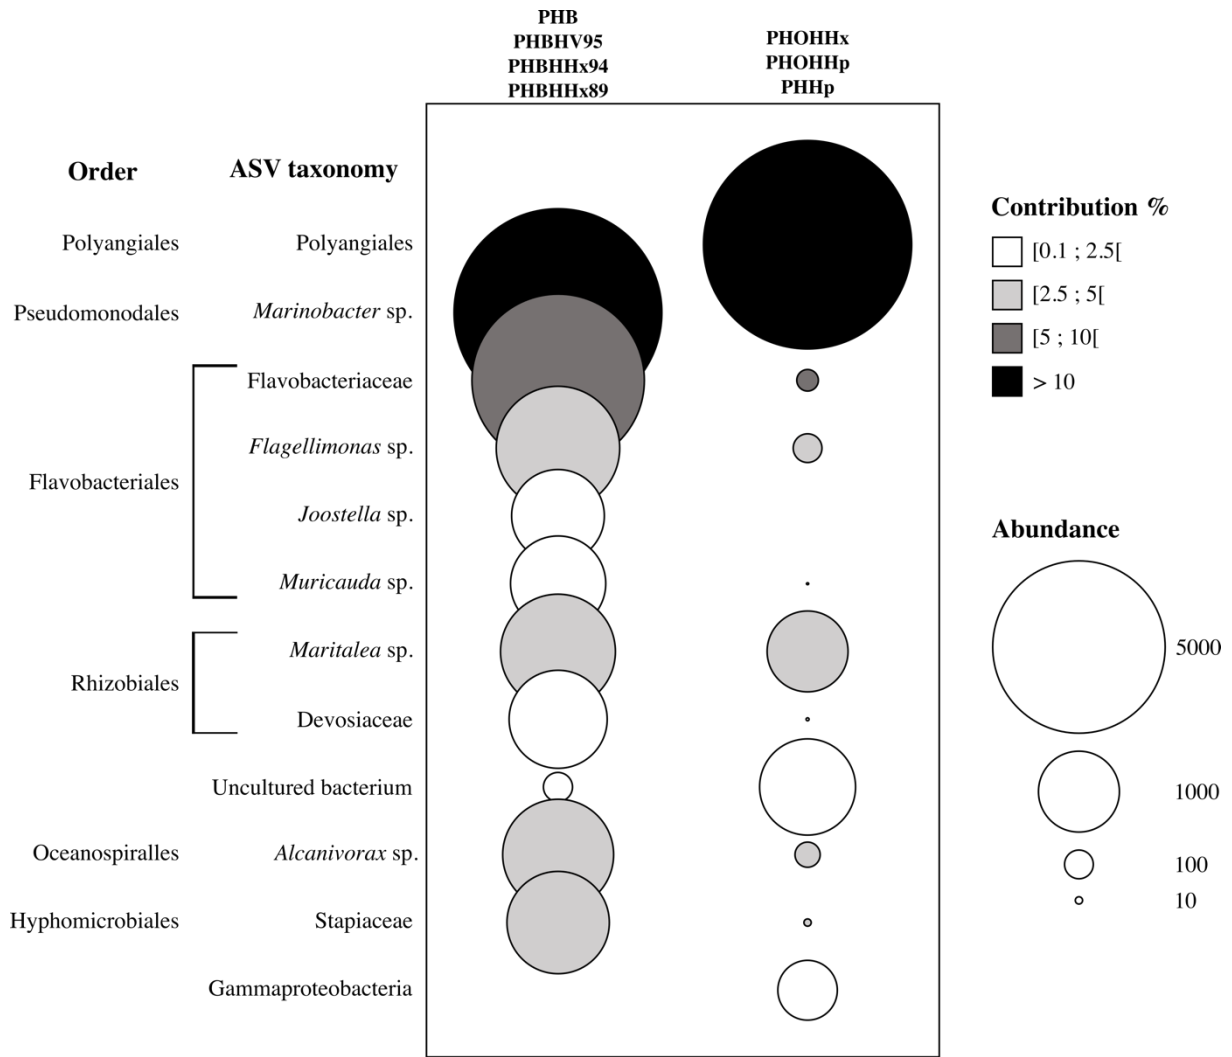 PHB
PHBHV95
PHBHHx94
PHBHHx89
PHOHHx
PHOHHp
PHHp
Order
ASV taxonomy
Polyangiales
Polyangiales
Pseudomonodales
Marinobacter sp.
Flavobacteriales
Flavobacteriaceae
Flagellimonas sp.
Joostella sp.
Muricauda sp.
Rhizobiales
Maritalea sp.
Devosiaceae
Uncultured bacterium
Oceanospiralles
Alcanivorax sp.
Hyphomicrobiales
Stapiaceae
Gammaproteobacteria
Contribution %
[0.1 ; 2.5[
[2.5 ; 5[
[5 ; 10[
> 10
Abundance
5000
1000
100
10